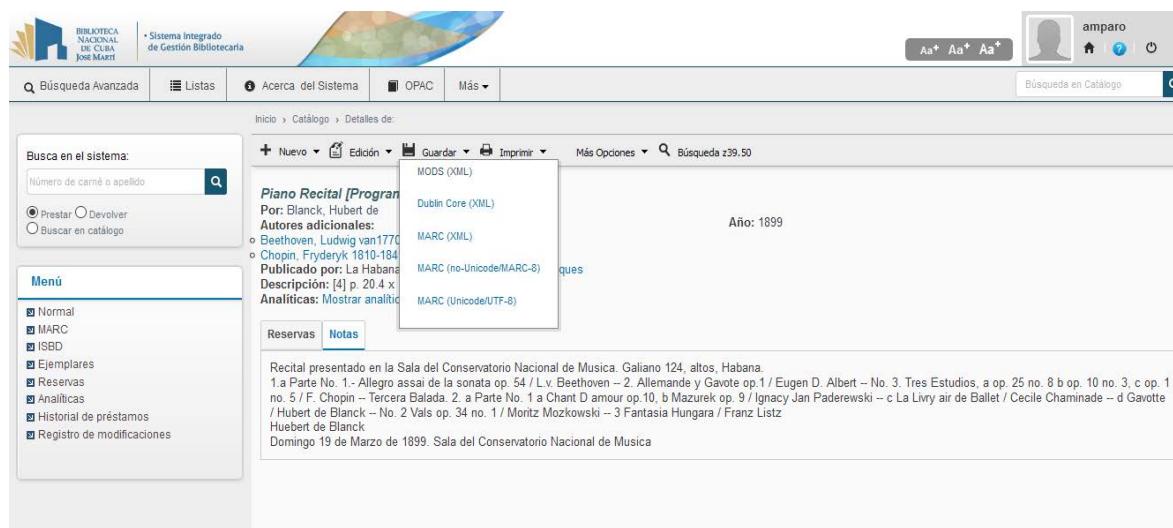 BIBLIOTECA
NACIONAL
DE CUBA
JOSÉ MARTÍ
• Sistema Integrado
de Gestión Bibliotecaria
Aa+ Aa+ Aa+
amparo
Búsqueda Avanzada
Listas
Acerca del Sistema
OPAC
Más
Búsqueda en Catálogo
Inicio › Catálogo › Detalles de:
Busca en el sistema:
Número de carné o apellido
Prestar Devolver
Buscar en catálogo
Menú
Normal
MARC
ISBD
Ejemplares
Reservas
Analíticas
Historial de préstamos
Registro de modificaciones
Nuevo Edición Guardar Imprimir Más Opciones Búsqueda z39.50
MODS (XML)
Dublin Core (XML)
MARC (XML)
MARC (no-Unicode/MARC-8)
MARC (Unicode/UTF-8)
Piano Recital [Progran
Por: Blanck, Hubert de
Año: 1899
Autores adicionales:
Beethoven, Ludwig van1770
Chopin, Fryderyk 1810-184
Publicado por: La Habana ques
Descripción: [4] p. 20.4 x
Analíticas: Mostrar analític
Reservas Notas
Recital presentado en la Sala del Conservatorio Nacional de Musica. Galiano 124, altos, Habana.
1.a Parte No. 1.- Allegro assai de la sonata op. 54 / L.v. Beethoven -- 2. Allemande y Gavote op.1 / Eugen D. Albert -- No. 3. Tres Estudios, a op. 25 no. 8 b op. 10 no. 3, c op. 1
no. 5 / F. Chopin -- Tercera Balada. 2. a Parte No. 1 a Chant D amour op.10, b Mazurek op. 9 / Ignacy Jan Paderewski -- c La Livry air de Ballet / Cecile Chaminade -- d Gavotte
/ Hubert de Blanck -- No. 2 Vals op. 34 no. 1 / Moritz Mozkowski -- 3 Fantasia Hungara / Franz Listz
Huebert de Blanck
Domingo 19 de Marzo de 1899. Sala del Conservatorio Nacional de Musica